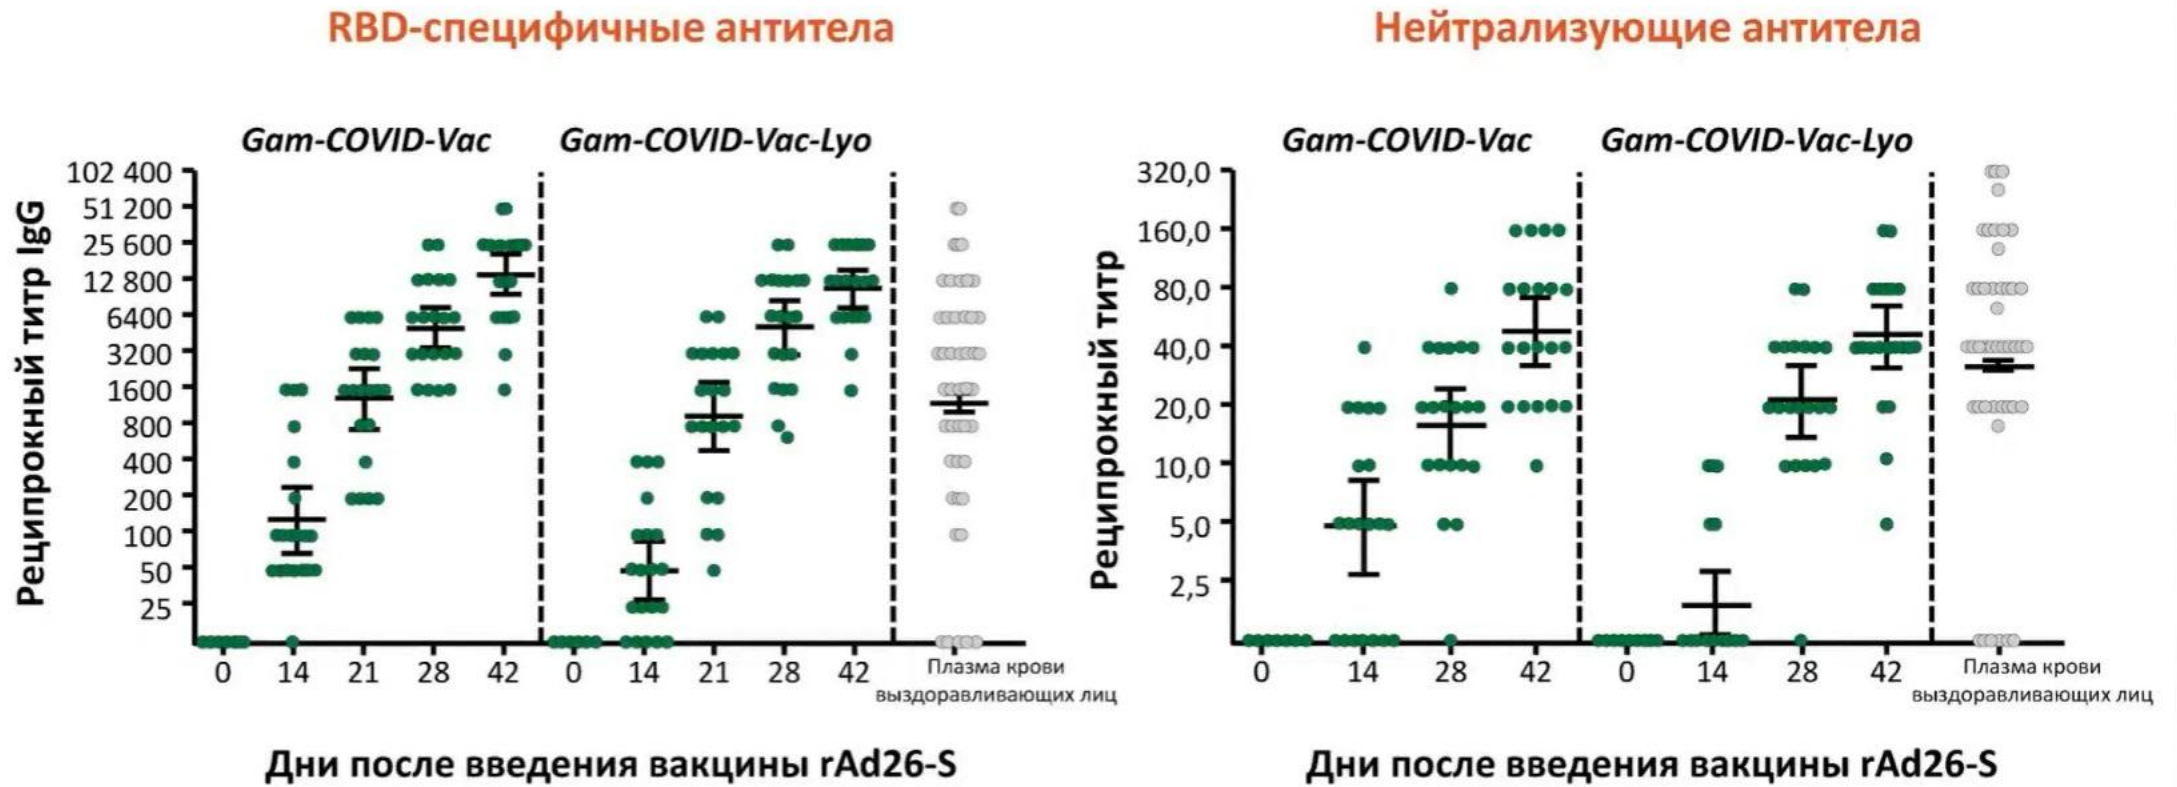 RBD-специфичные антитела
Gam-COVID-Vac
Gam-COVID-Vac-Lyo
Реципрокный титр IgG
102 400
51 200
25 600
12 800
6400
3200
1600
800
400
200
100
50
25
0 14 21 28 42 0 14 21 28 42
Плазма крови
выздоравливающих лиц
Дни после введения вакцины rAd26-S
Нейтрализующие антитела
Gam-COVID-Vac
Gam-COVID-Vac-Lyo
Реципрокный титр
320,0
160,0
80,0
40,0
20,0
10,0
5,0
2,5
0 14 28 42 0 14 28 42
Плазма крови
выздоравливающих лиц
Дни после введения вакцины rAd26-S